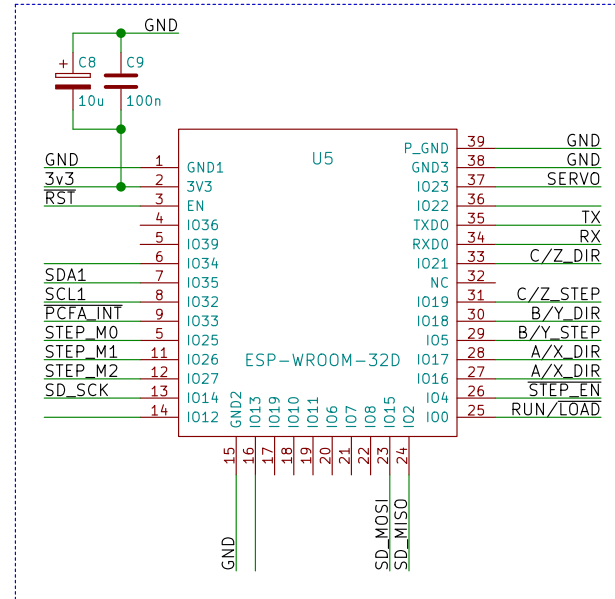 GND
+ C8 C9
10u 100n
U5
GND 1 GND1
3v3 2 3V3
RST 3 EN
4 IO36
5 IO39
6 IO34
SDA1 7 IO35
SCL1 8 IO32
PCFA_INT 9 IO33
STEP_M0 5 IO25
STEP_M1 11 IO26
STEP_M2 12 IO27
SD_SCK 13 IO14
14 IO12
P_GND 39 GND
GND3 38 GND
IO23 37 SERVO
IO22 36
TXD0 35 TX
RXD0 34 RX
IO21 33 C/Z_DIR
NC 32
IO19 31 C/Z_STEP
IO18 30 B/Y_DIR
IO5 29 B/Y_STEP
IO17 28 A/X_DIR
IO16 27 A/X_DIR
IO4 26 STEP_EN
IO0 25 RUN/LOAD
ESP-WROOM-32D
GND2 15 GND
IO13 16
IO19 17
IO10 18
IO11 19
IO6 20
IO7 21
IO8 22
IO15 23 SD_MOSI
IO2 24 SD_MISO